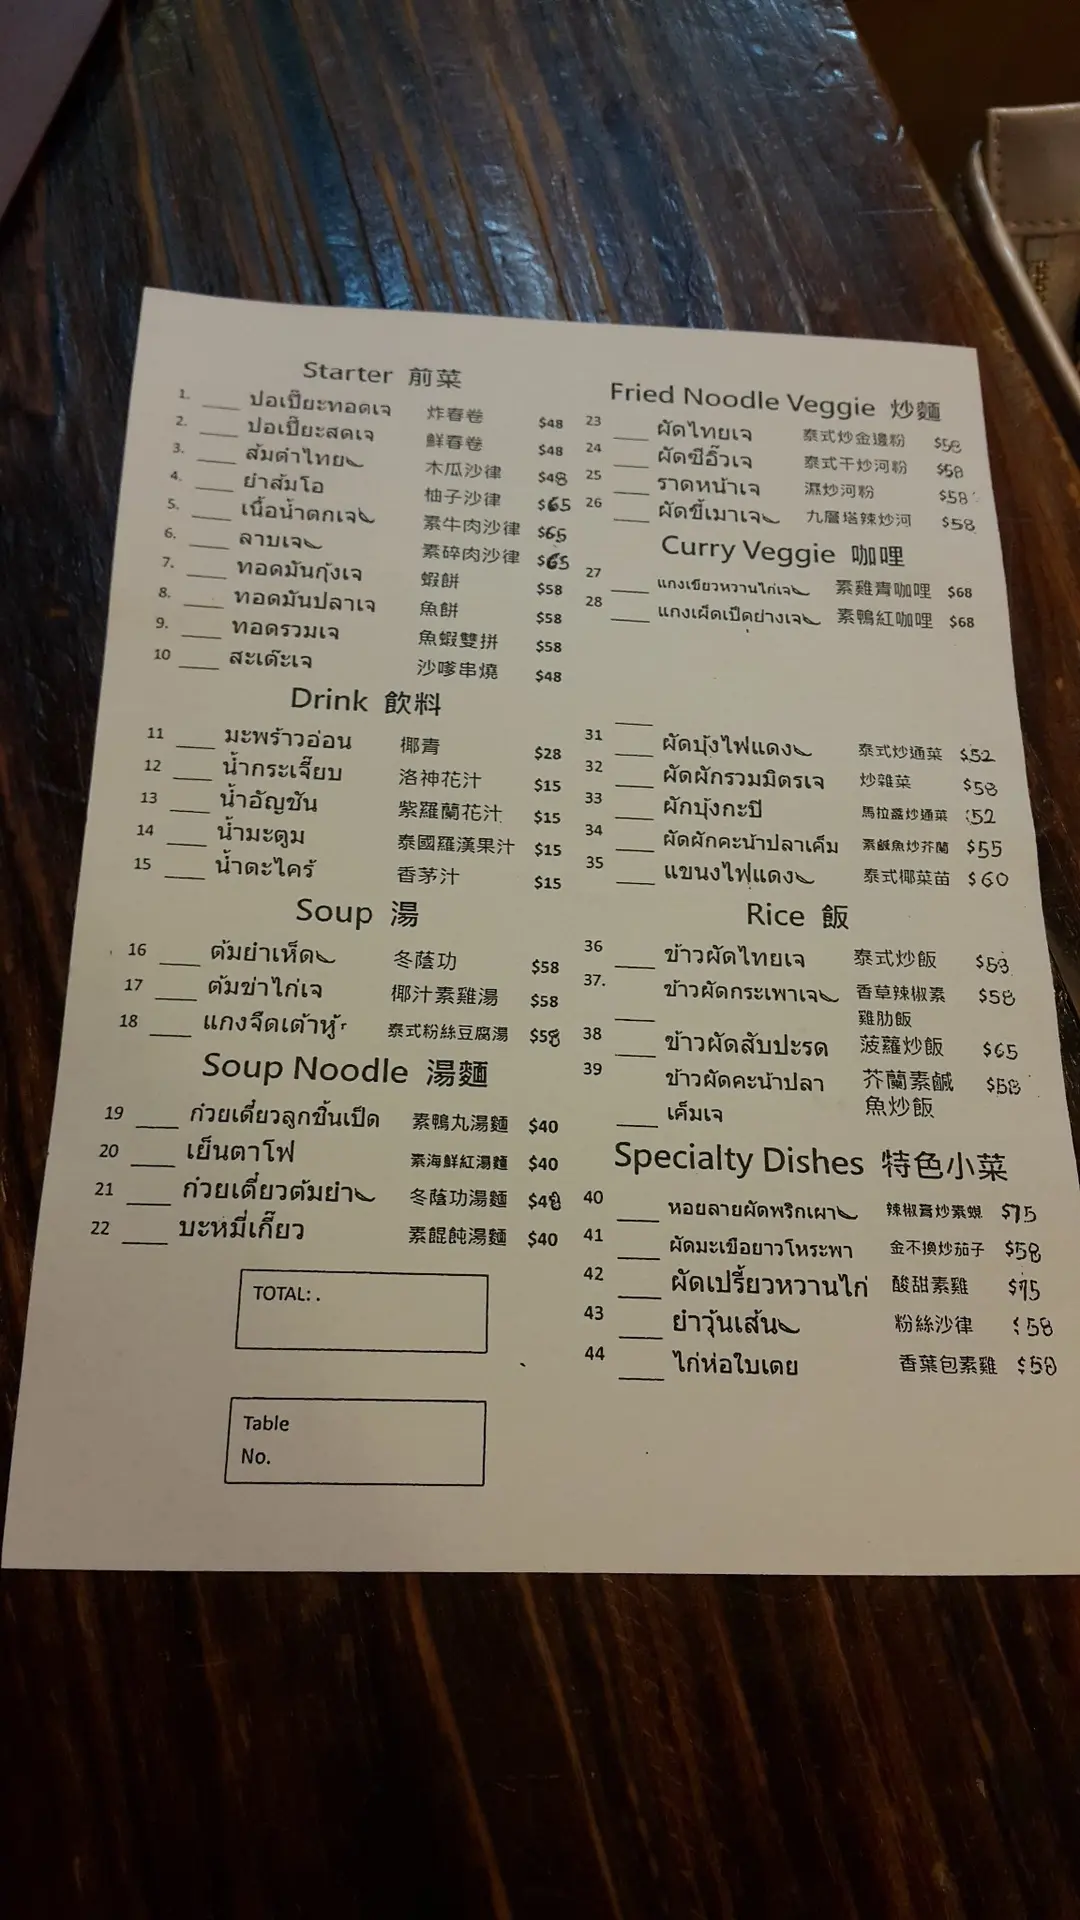 Starter 前菜
1. ปอเปี๊ยะทอดเจ 炸春卷 $48
2. ปอเปี๊ยะสดเจ 鮮春卷 $48
3. ส้มตำไทย 木瓜沙律 $48
4. ยำส้มโอ 柚子沙律 $65
5. เนื้อน้ำตกเจ 素牛肉沙律 $65
6. ลาบเจ 素碎肉沙律 $65
7. ทอดมันกุ้งเจ 蝦餅 $58
8. ทอดมันปลาเจ 魚餅 $58
9. ทอดรวมเจ 魚蝦雙拼 $58
10 สะเต๊ะเจ 沙嗲串燒 $48
Drink 飲料
11 มะพร้าวอ่อน 椰青 $28
12 น้ำกระเจี๊ยบ 洛神花汁 $15
13 น้ำอัญชัน 紫羅蘭花汁 $15
14 น้ำมะตูม 泰國羅漢果汁 $15
15 น้ำตะไคร้ 香茅汁 $15
Soup 湯
16 ต้มยำเห็ด 冬蔭功 $58
17 ต้มข่าไก่เจ 椰汁素雞湯 $58
18 แกงจืดเต้าหู้ 泰式粉絲豆腐湯 $58
Soup Noodle 湯麵
19 ก๋วยเตี๋ยวลูกชิ้นเป็ด 素鴨丸湯麵 $40
20 เย็นตาโฟ 素海鮮紅湯麵 $40
21 ก๋วยเตี๋ยวต้มยำ 冬蔭功湯麵 $48
22 บะหมี่เกี๊ยว 素餛飩湯麵 $40
TOTAL: .
Table
No.
Fried Noodle Veggie 炒麵
23 ผัดไทยเจ 泰式炒金邊粉 $58
24 ผัดซีอิ๊วเจ 泰式干炒河粉 $58
25 ราดหน้าเจ 濕炒河粉 $58
26 ผัดขี้เมาเจ 九層塔辣炒河 $58
Curry Veggie 咖哩
27 แกงเขียวหวานไก่เจ 素雞青咖哩 $68
28 แกงเผ็ดเป็ดย่างเจ 素鴨紅咖哩 $68
31 ผัดบุ้งไฟแดง 泰式炒通菜 $52
32 ผัดผักรวมมิตรเจ 炒雜菜 $58
33 ผักบุ้งกะปิ 馬拉盞炒通菜 $52
34 ผัดผักคะน้าปลาเค็ม 素鹹魚炒芥蘭 $55
35 แขนงไฟแดง 泰式椰菜苗 $60
Rice 飯
36 ข้าวผัดไทยเจ 泰式炒飯 $58
37. ข้าวผัดกระเพาเจ 香草辣椒素 $58
雞肋飯
38 ข้าวผัดสับปะรด 菠蘿炒飯 $65
39 ข้าวผัดคะน้าปลา 芥蘭素鹹 $58
เค็มเจ 魚炒飯
Specialty Dishes 特色小菜
40 หอยลายผัดพริกเผา 辣椒膏炒素蜆 $75
41 ผัดมะเขือยาวโหระพา 金不換炒茄子 $58
42 ผัดเปรี้ยวหวานไก่ 酸甜素雞 $75
43 ยำวุ้นเส้น 粉絲沙律 $58
44 ไก่ห่อใบเตย 香葉包素雞 $58